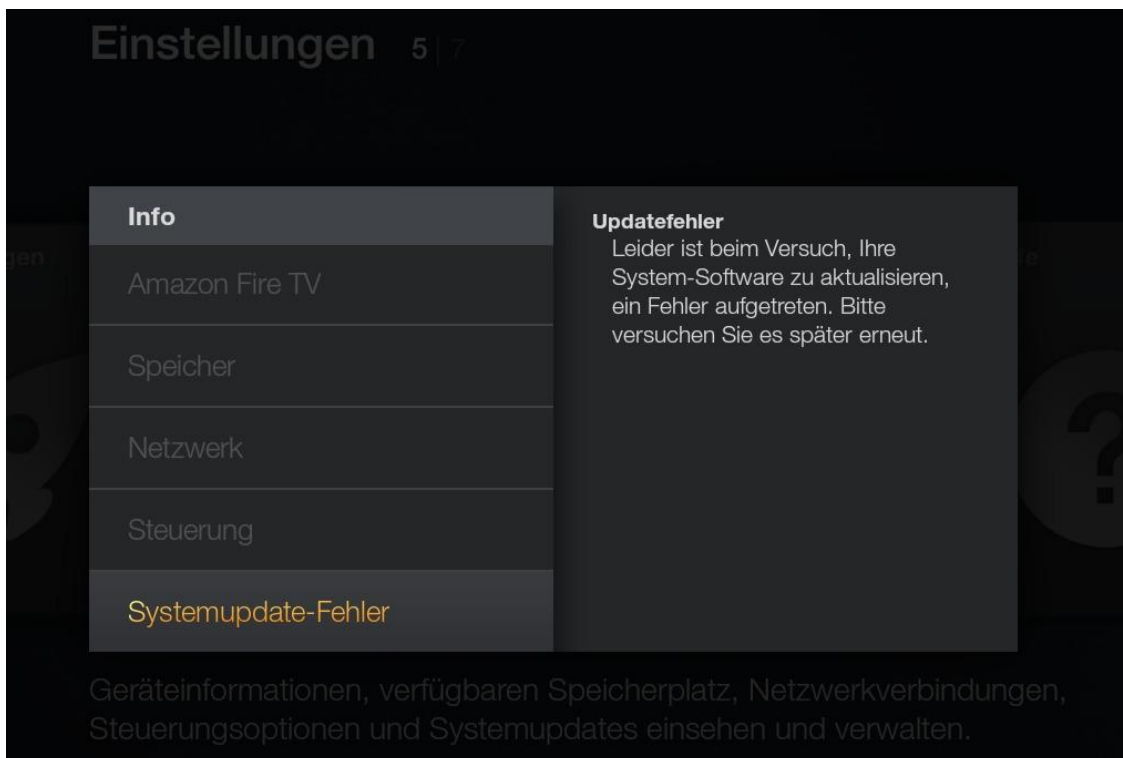 Einstellungen 5 | 7
Info
Amazon Fire TV
Speicher
Netzwerk
Steuerung
Systemupdate-Fehler
Updatefehler
Leider ist beim Versuch, Ihre
System-Software zu aktualisieren,
ein Fehler aufgetreten. Bitte
versuchen Sie es später erneut.
gen
fe
?
Geräteinformationen, verfügbaren Speicherplatz, Netzwerkverbindungen,
Steuerungsoptionen und Systemupdates einsehen und verwalten.